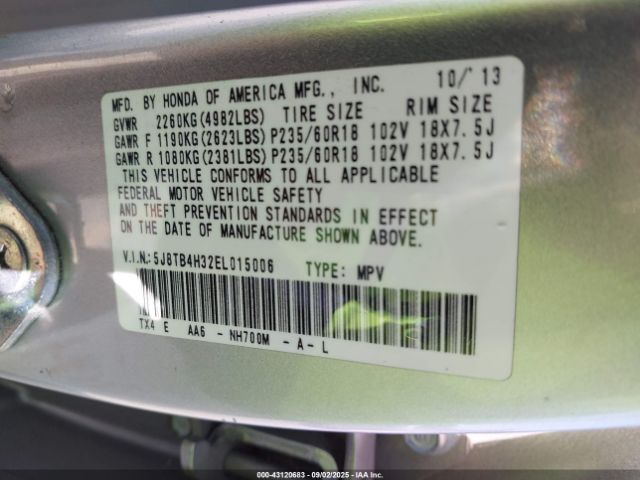 MFD. BY HONDA OF AMERICA MFG., INC. 10/'13
GVWR 2260KG(4982LBS) TIRE SIZE RIM SIZE
GAWR F 1190KG(2623LBS) P235/60R18 102V 18X7.5J
GAWR R 1080KG(2381LBS) P235/60R18 102V 18X7.5J
THIS VEHICLE CONFORMS TO ALL APPLICABLE
FEDERAL MOTOR VEHICLE SAFETY
AND THEFT PREVENTION STANDARDS IN EFFECT
ON THE DATE OF MANUFACTURE SHOWN ABOVE.
V.I.N.: 5J8TB4H32EL015006 TYPE: MPV
TX4 E AA6 - NH700M - A - L
000-43120683 - 09/02/2025 - IAA Inc.